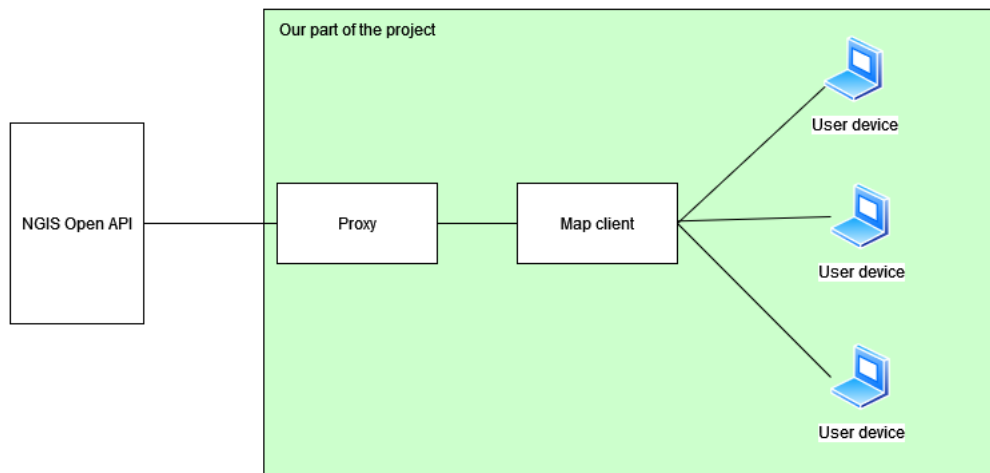 Our part of the project
User device
NGIS Open API
Proxy
Map client
User device
User device